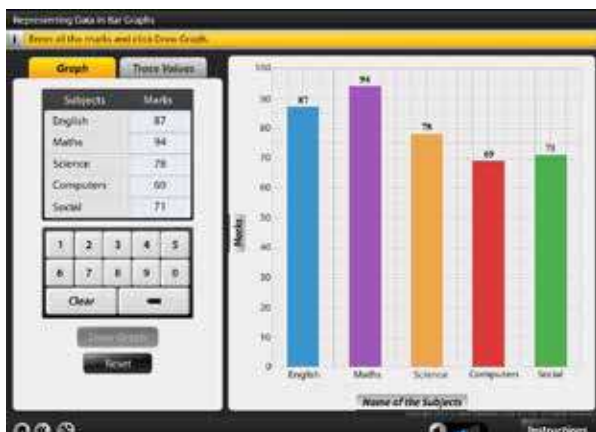 Representing Data in Bar Graphs
Enter all the marks and click Draw Graph.
Graph
Trace Values
Subjects Marks
English 87
Maths 94
Science 78
Computers 69
Social 71
1 2 3 4 5
6 7 8 9 0
Clear
Draw Graph
Reset
100
90
80
70
60
50
40
30
20
10
0
Marks
87
94
78
69
71
English Maths Science Computers Social
Name of the Subjects
Instructions